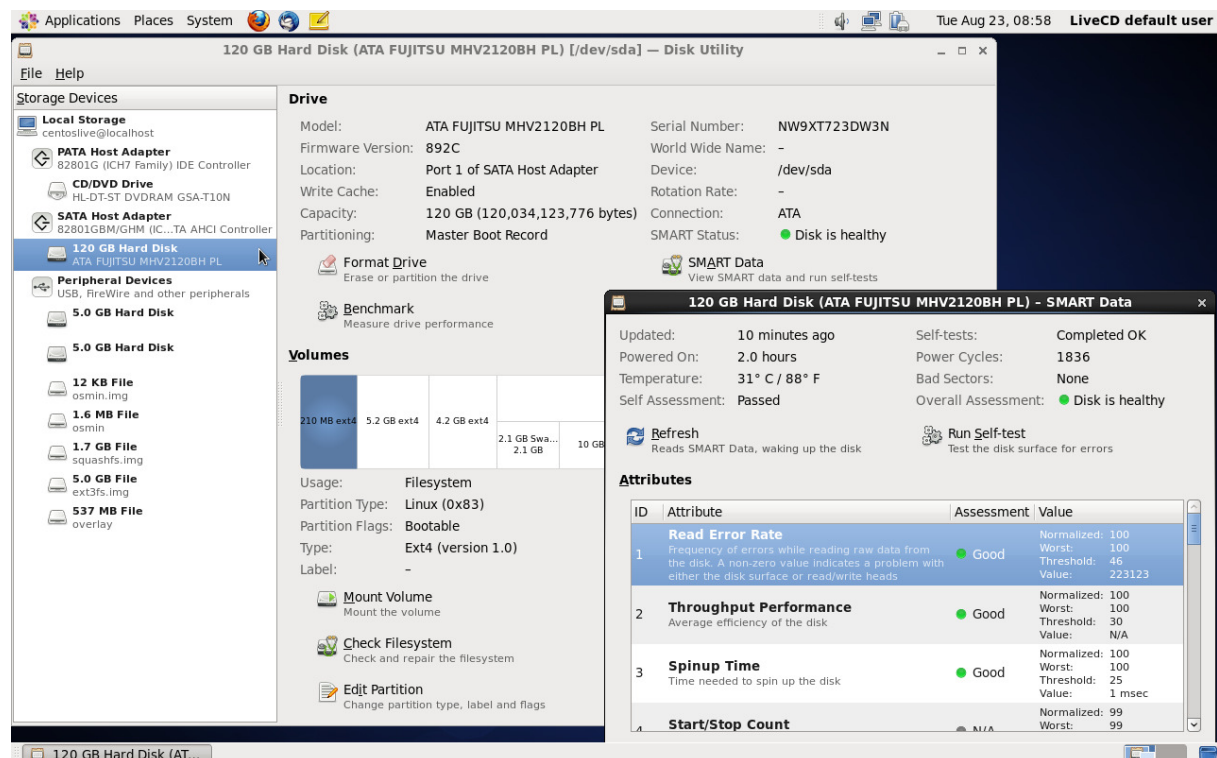 Applications Places System
Tue Aug 23, 08:58 LiveCD default user
120 GB Hard Disk (ATA FUJITSU MHV2120BH PL) [/dev/sda] — Disk Utility
File Help
Storage Devices
Local Storage
centoslive@localhost
PATA Host Adapter
82801G (ICH7 Family) IDE Controller
CD/DVD Drive
HL-DT-ST DVDRAM GSA-T10N
SATA Host Adapter
82801GBM/GHM (IC...TA AHCI Controller
120 GB Hard Disk
ATA FUJITSU MHV2120BH PL
Peripheral Devices
USB, FireWire and other peripherals
5.0 GB Hard Disk
5.0 GB Hard Disk
12 KB File
osmin.img
1.6 MB File
osmin
1.7 GB File
squashfs.img
5.0 GB File
ext3fs.img
537 MB File
overlay
Drive
Model: ATA FUJITSU MHV2120BH PL Serial Number: NW9XT723DW3N
Firmware Version: 892C World Wide Name: –
Location: Port 1 of SATA Host Adapter Device: /dev/sda
Write Cache: Enabled Rotation Rate: –
Capacity: 120 GB (120,034,123,776 bytes) Connection: ATA
Partitioning: Master Boot Record SMART Status: Disk is healthy
Format Drive SMART Data
Erase or partition the drive View SMART data and run self-tests
Benchmark
Measure drive performance
Volumes
210 MB ext4 5.2 GB ext4 4.2 GB ext4
2.1 GB Swa...
2.1 GB
10 GB
Usage: Filesystem
Partition Type: Linux (0x83)
Partition Flags: Bootable
Type: Ext4 (version 1.0)
Label: –
Mount Volume
Mount the volume
Check Filesystem
Check and repair the filesystem
Edit Partition
Change partition type, label and flags
120 GB Hard Disk (ATA FUJITSU MHV2120BH PL) – SMART Data
Updated: 10 minutes ago Self-tests: Completed OK
Powered On: 2.0 hours Power Cycles: 1836
Temperature: 31° C / 88° F Bad Sectors: None
Self Assessment: Passed Overall Assessment: Disk is healthy
Refresh Run Self-test
Reads SMART Data, waking up the disk Test the disk surface for errors
Attributes
ID Attribute Assessment Value
1 Read Error Rate
Frequency of errors while reading raw data from
the disk. A non-zero value indicates a problem with
either the disk surface or read/write heads
Good
Normalized: 100
Worst: 100
Threshold: 46
Value: 223123
2 Throughput Performance
Average efficiency of the disk
Good
Normalized: 100
Worst: 100
Threshold: 30
Value: N/A
3 Spinup Time
Time needed to spin up the disk
Good
Normalized: 100
Worst: 100
Threshold: 25
Value: 1 msec
4 Start/Stop Count
N/A
Normalized: 99
Worst: 99
120 GB Hard Disk (AT...